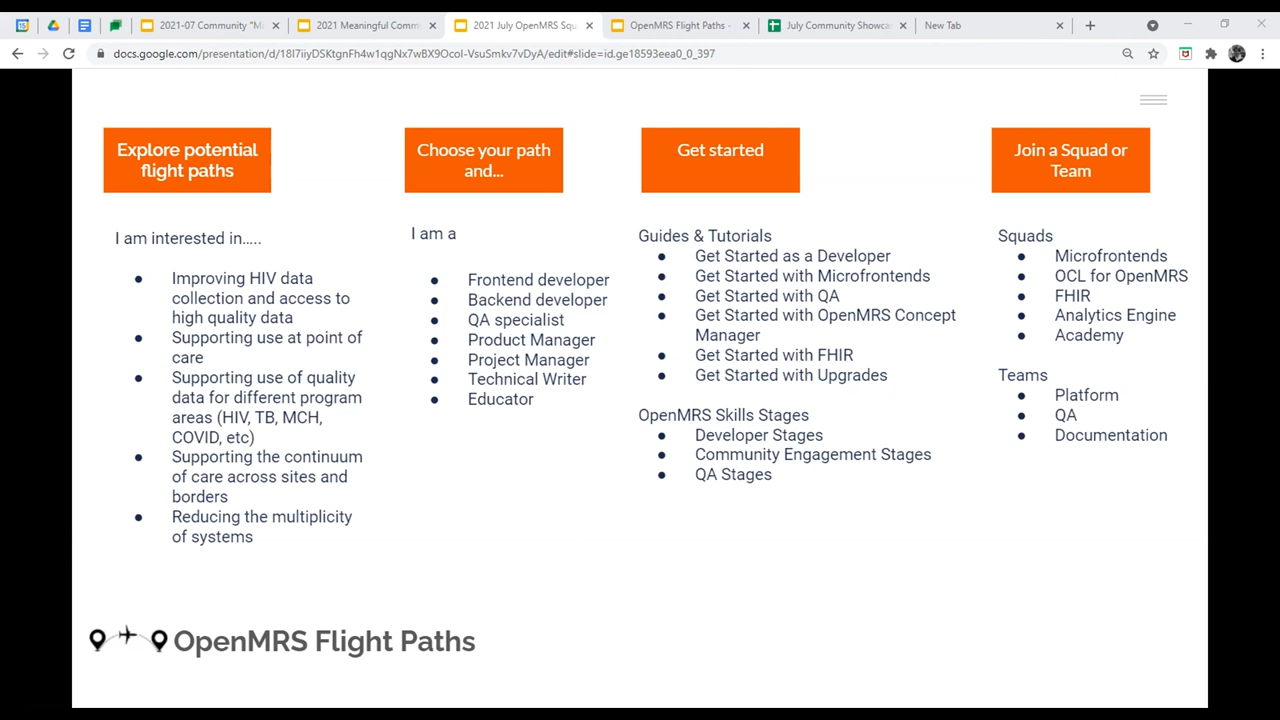 2021-07 Community "M
2021 Meaningful Comm
2021 July OpenMRS Squ
OpenMRS Flight Paths -
July Community Showca
New Tab
docs.google.com/presentation/d/18I7iiyDSKtgnFh4w1qgNx7wBX9OcoI-VsuSmkv7vDyA/edit#slide=id.ge18593eea0_0_397
Explore potential
flight paths
I am interested in.....
● Improving HIV data
collection and access to
high quality data
● Supporting use at point of
care
● Supporting use of quality
data for different program
areas (HIV, TB, MCH,
COVID, etc)
● Supporting the continuum
of care across sites and
borders
● Reducing the multiplicity
of systems
Choose your path
and...
I am a
● Frontend developer
● Backend developer
● QA specialist
● Product Manager
● Project Manager
● Technical Writer
● Educator
Get started
Guides & Tutorials
● Get Started as a Developer
● Get Started with Microfrontends
● Get Started with QA
● Get Started with OpenMRS Concept
Manager
● Get Started with FHIR
● Get Started with Upgrades
OpenMRS Skills Stages
● Developer Stages
● Community Engagement Stages
● QA Stages
Join a Squad or
Team
Squads
● Microfrontends
● OCL for OpenMRS
● FHIR
● Analytics Engine
● Academy
Teams
● Platform
● QA
● Documentation
OpenMRS Flight Paths